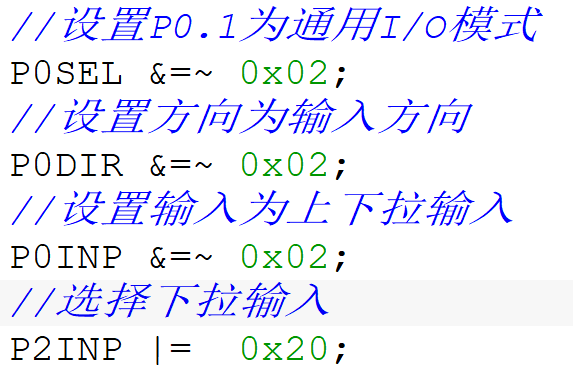 //设置P0.1为通用I/O模式
P0SEL &=~ 0x02;
//设置方向为输入方向
P0DIR &=~ 0x02;
//设置输入为上下拉输入
P0INP &=~ 0x02;
//选择下拉输入
P2INP |=  0x20;